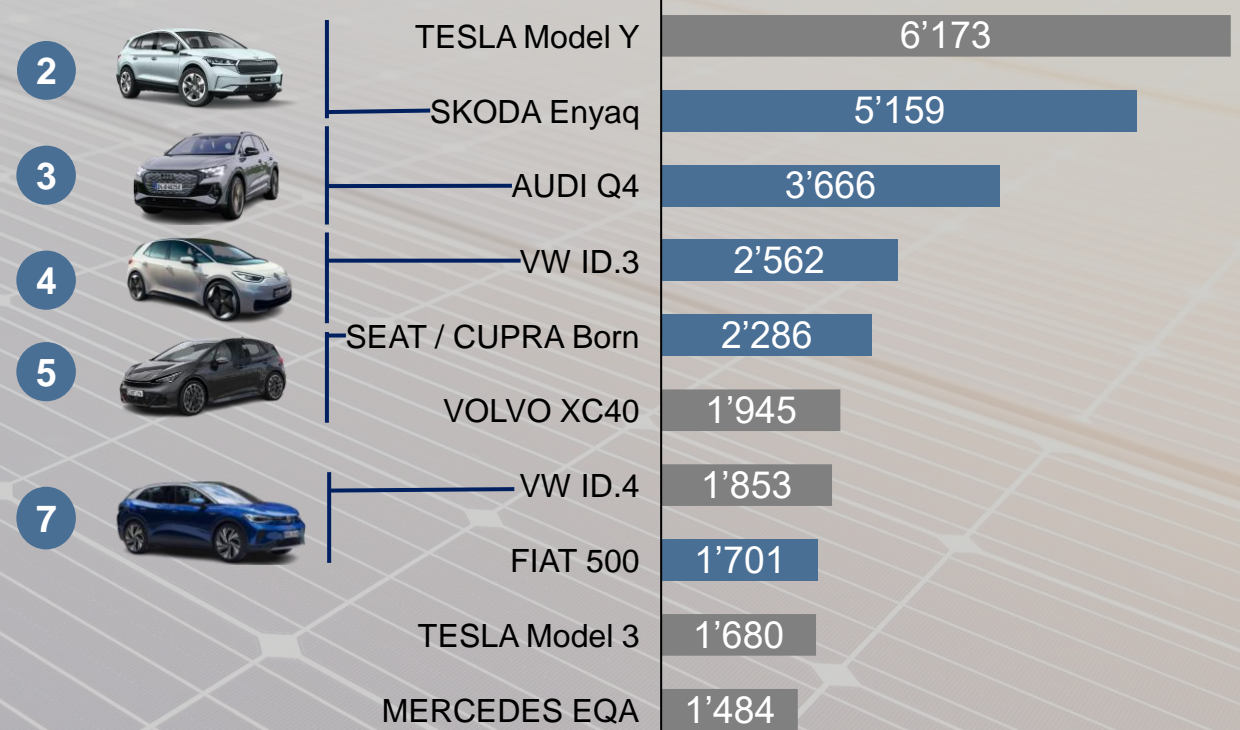 TESLA Model Y 6’173
2
SKODA Enyaq 5’159
3
AUDI Q4 3’666
4
VW ID.3 2’562
SEAT / CUPRA Born 2’286
5
VOLVO XC40 1’945
VW ID.4 1’853
7
FIAT 500 1’701
TESLA Model 3 1’680
MERCEDES EQA 1’484